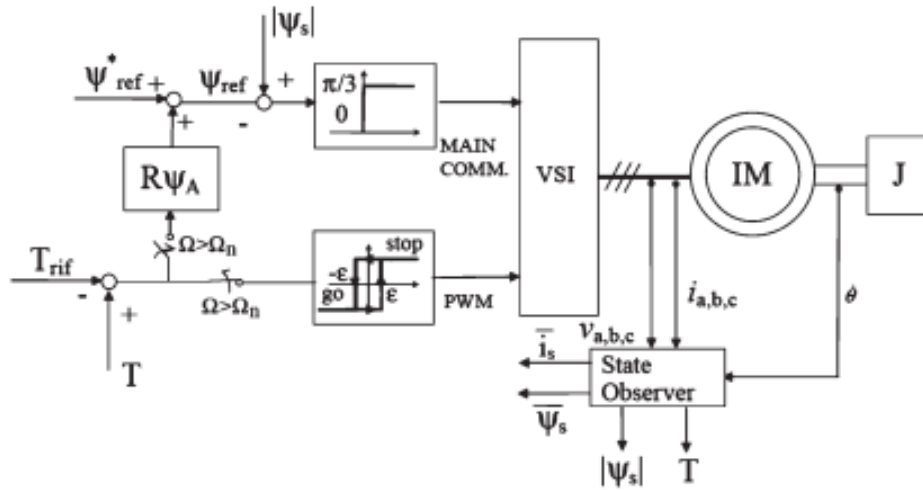 |ψs|
ψ*ref + ψref +
+ -
π/3
0
MAIN
COMM.
VSI
IM
J
RψA
Ω>Ωn
Trif
-
+
T
Ω>Ωn
stop
-ε
go
ε
PWM
ia,b,c
θ̇
va,b,c
i̅s
State
Observer
ψ̅s
|ψs|
T